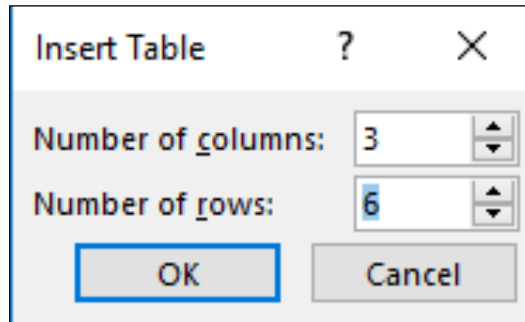 Insert Table ?
Number of columns: 3
Number of rows: 6
OK Cancel